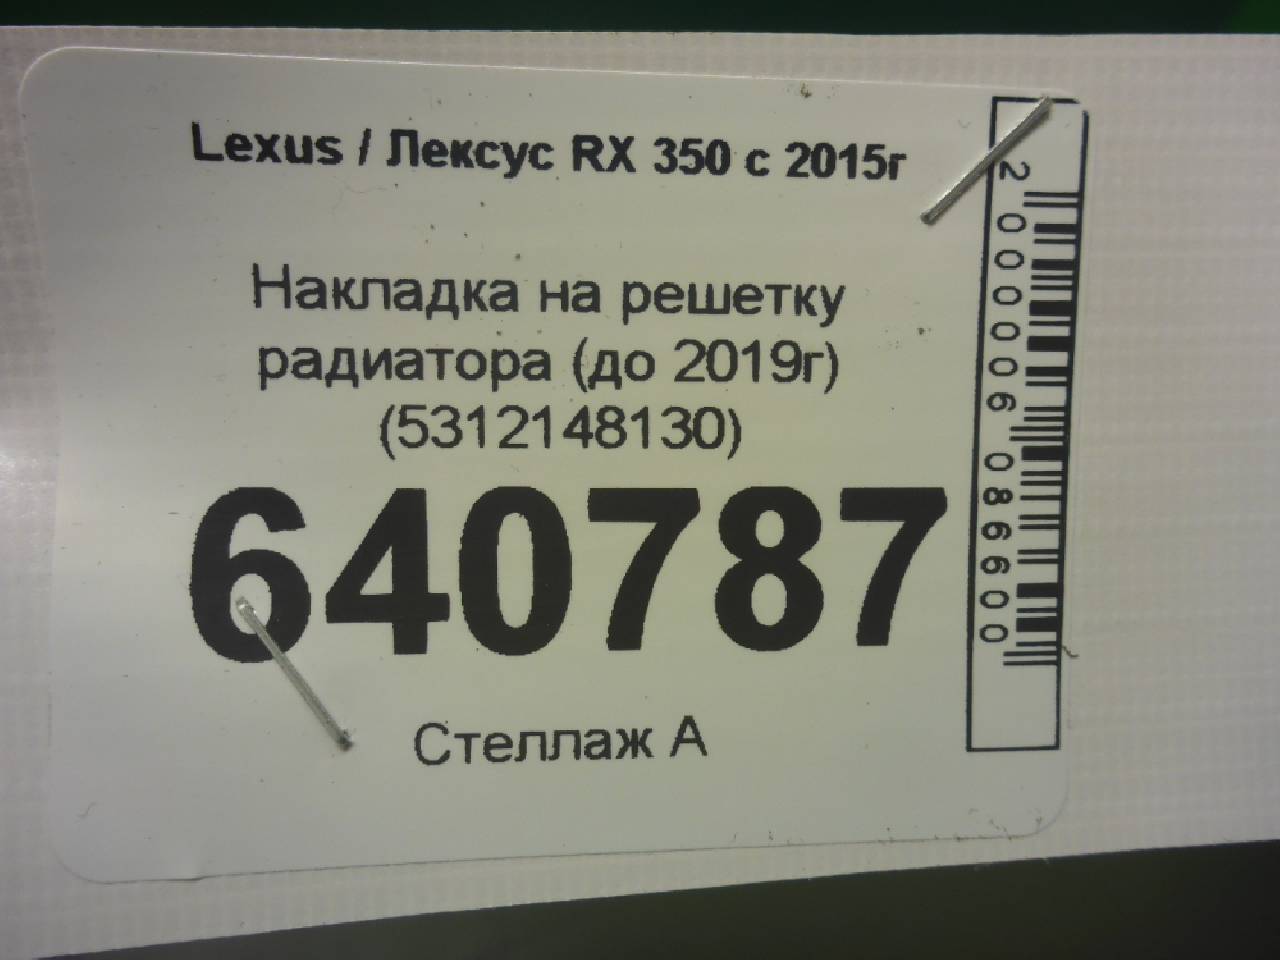 Lexus / Лексус RX 350 с 2015г
Накладка на решетку
радиатора (до 2019г)
(5312148130)
640787
Стеллаж А
2000006086600